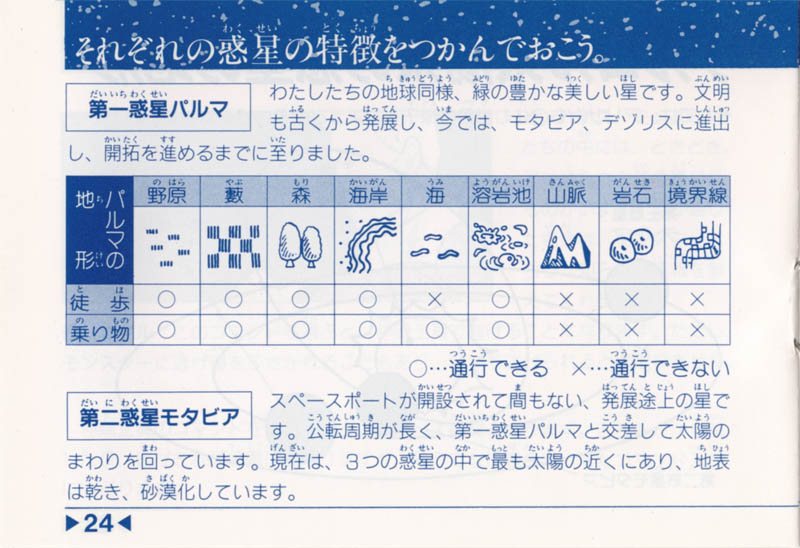 それぞれの惑星の特徴をつかんでおこう。
第一惑星パルマ
わたしたちの地球同様、緑の豊かな美しい星です。文明
も古くから発展し、今では、モタビア、デゾリスに進出
し、開拓を進めるまでに至りました。
パルマの地形 野原 藪 森 海岸 海 溶岩池 山脈 岩石 境界線
徒歩 ○ ○ ○ ○ × ○ × × ×
乗り物 ○ ○ ○ ○ ○ ○ × × ×
○…通行できる ×…通行できない
第二惑星モタビア
スペースポートが開設されて間もない、発展途上の星で
す。公転周期が長く、第一惑星パルマと交差して太陽の
まわりを回っています。現在は、3つの惑星の中で最も太陽の近くにあり、地表
は乾き、砂漠化しています。
▶24◀